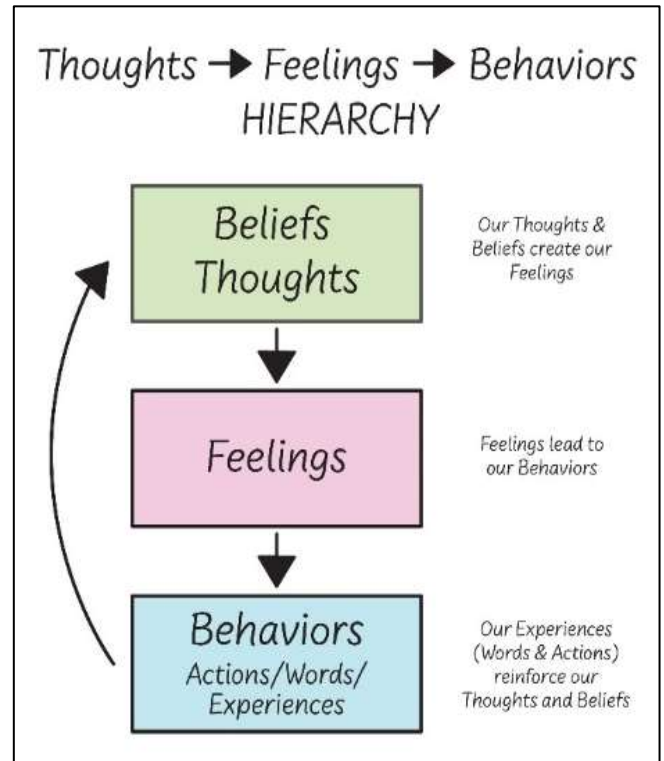 Thoughts → Feelings → Behaviors
HIERARCHY
Beliefs
Thoughts
Our Thoughts &
Beliefs create our
Feelings
Feelings
Feelings lead to
our Behaviors
Behaviors
Actions/Words/
Experiences
Our Experiences
(Words & Actions)
reinforce our
Thoughts and Beliefs